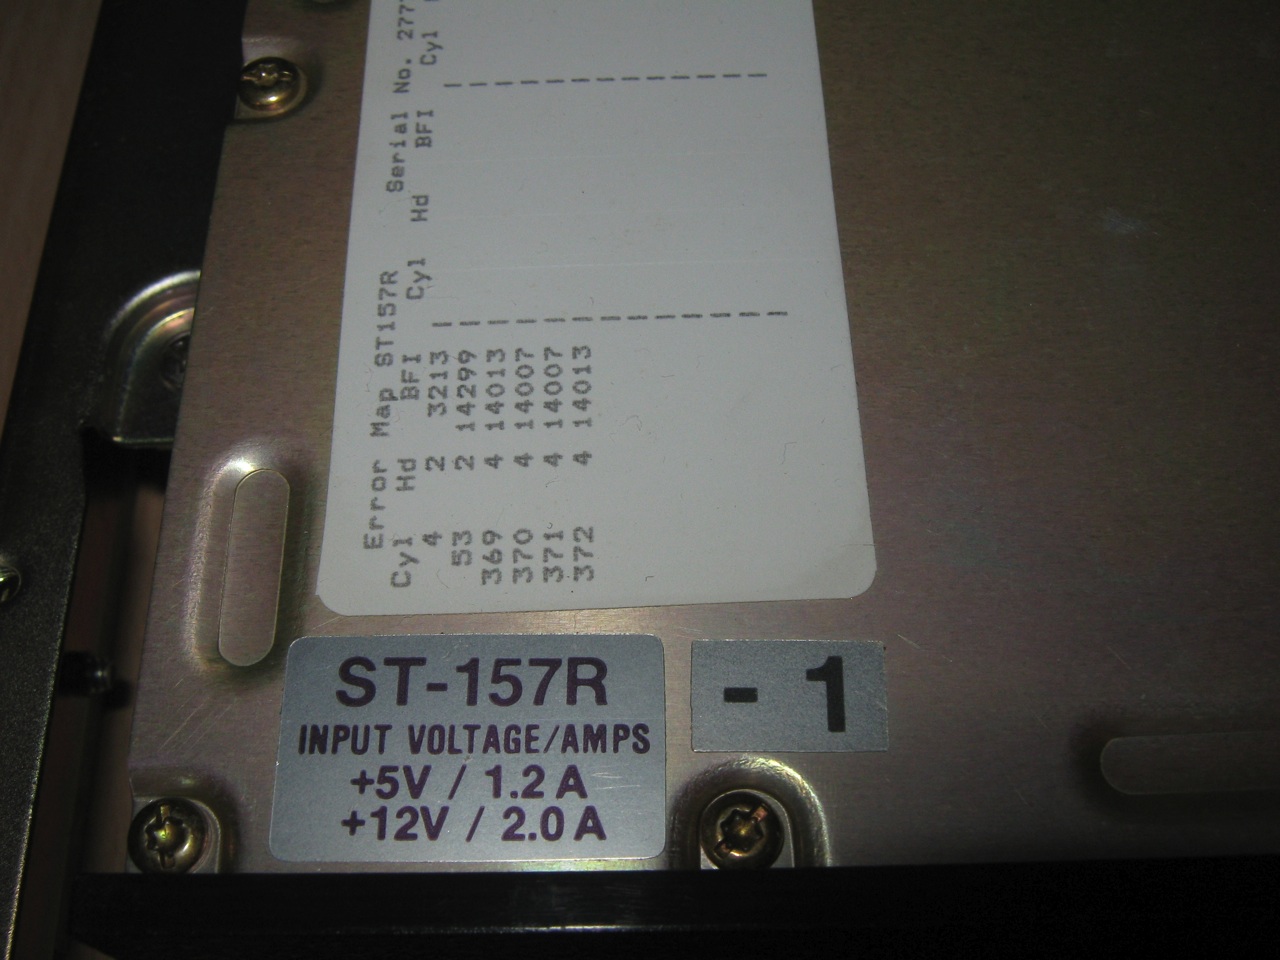 Error Map ST157R Serial No. 277
Cyl Hd BFI Cyl Hd BFI Cyl
4 2 3213 ---
53 2 14299 ---
369 4 14013 ---
370 4 14007 ---
371 4 14007 ---
372 4 14013 ---
ST-157R
INPUT VOLTAGE/AMPS
+5V / 1.2 A
+12V / 2.0 A
- 1